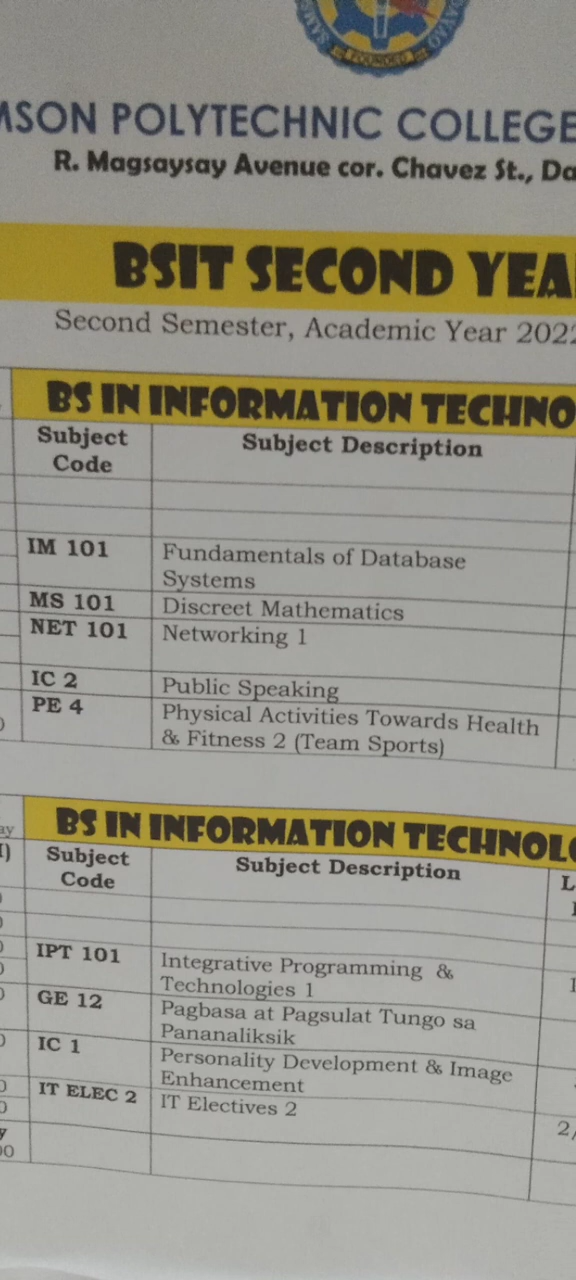 FOUNDED
MSON POLYTECHNIC COLLEGE
R. Magsaysay Avenue cor. Chavez St., Da
BSIT SECOND YEA
Second Semester, Academic Year 2022
BS IN INFORMATION TECHNO
Subject Code Subject Description
IM 101 Fundamentals of Database
Systems
MS 101 Discreet Mathematics
NET 101 Networking 1
IC 2 Public Speaking
PE 4 Physical Activities Towards Health
& Fitness 2 (Team Sports)
BS IN INFORMATION TECHNOLO
Subject Code Subject Description
IPT 101 Integrative Programming &
Technologies 1
GE 12 Pagbasa at Pagsulat Tungo sa
Pananaliksik
IC 1 Personality Development & Image
Enhancement
IT ELEC 2 IT Electives 2
2/